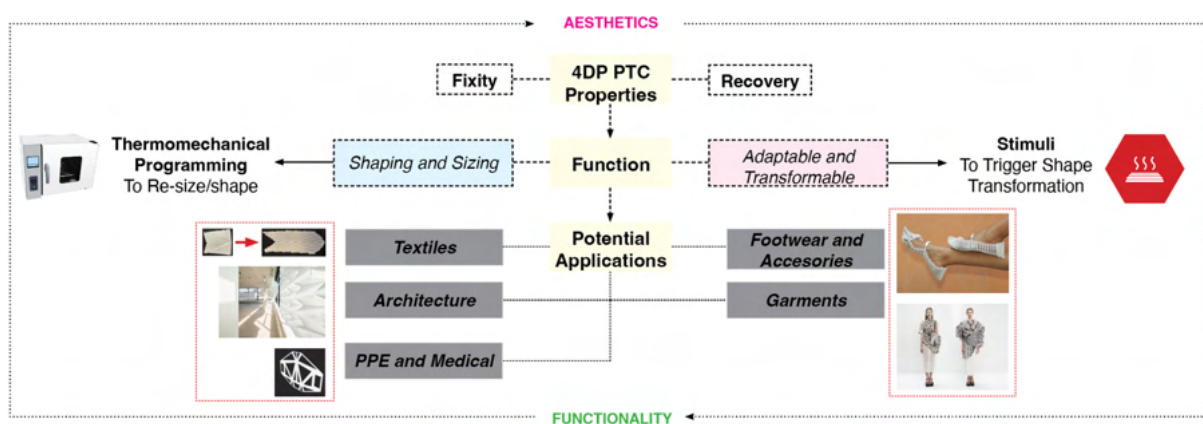 AESTHETICS
4DP PTC
Properties
Fixity
Recovery
Thermomechanical
Programming
To Re-size/shape
Shaping and Sizing
Function
Adaptable and
Transformable
Stimuli
To Trigger Shape
Transformation
Potential
Applications
Textiles
Footwear and
Accesories
Architecture
Garments
PPE and Medical
FUNCTIONALITY